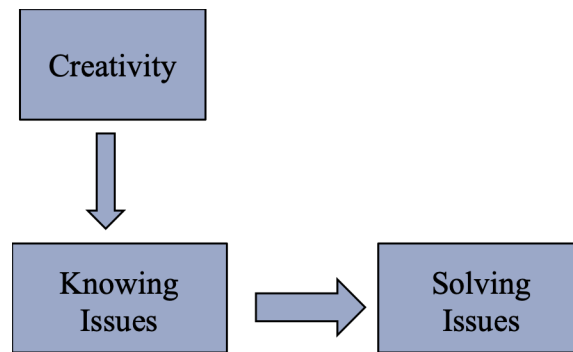 Creativity
Knowing
Issues
Solving
Issues